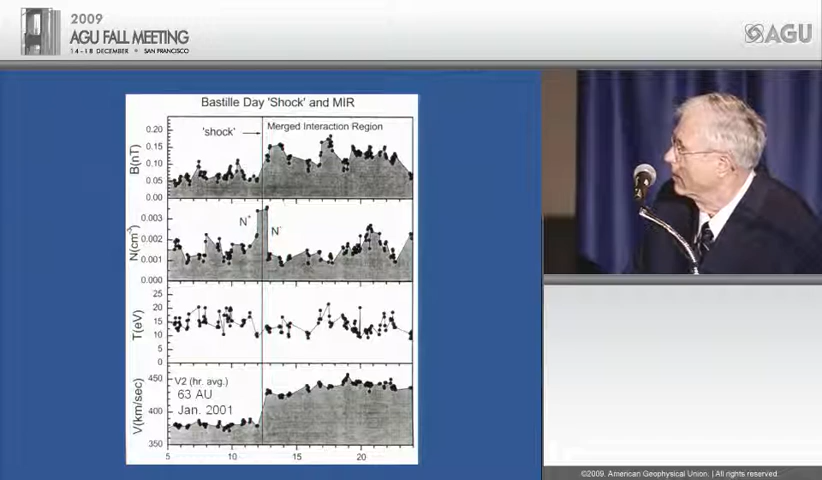 2009
AGU FALL MEETING
14-18 DECEMBER • SAN FRANCISCO
AGU
Bastille Day 'Shock' and MIR
'shock'
Merged Interaction Region
B(nT)
0.20
0.15
0.10
0.05
0.00
N(cm⁻³)
0.003
0.002
0.001
0.000
N⁺
N⁻
T(eV)
25
20
15
10
5
0
V(km/sec)
450
400
350
V2 (hr. avg.)
63 AU
Jan. 2001
5
10
15
20
©2009. American Geophysical Union. | All rights reserved.